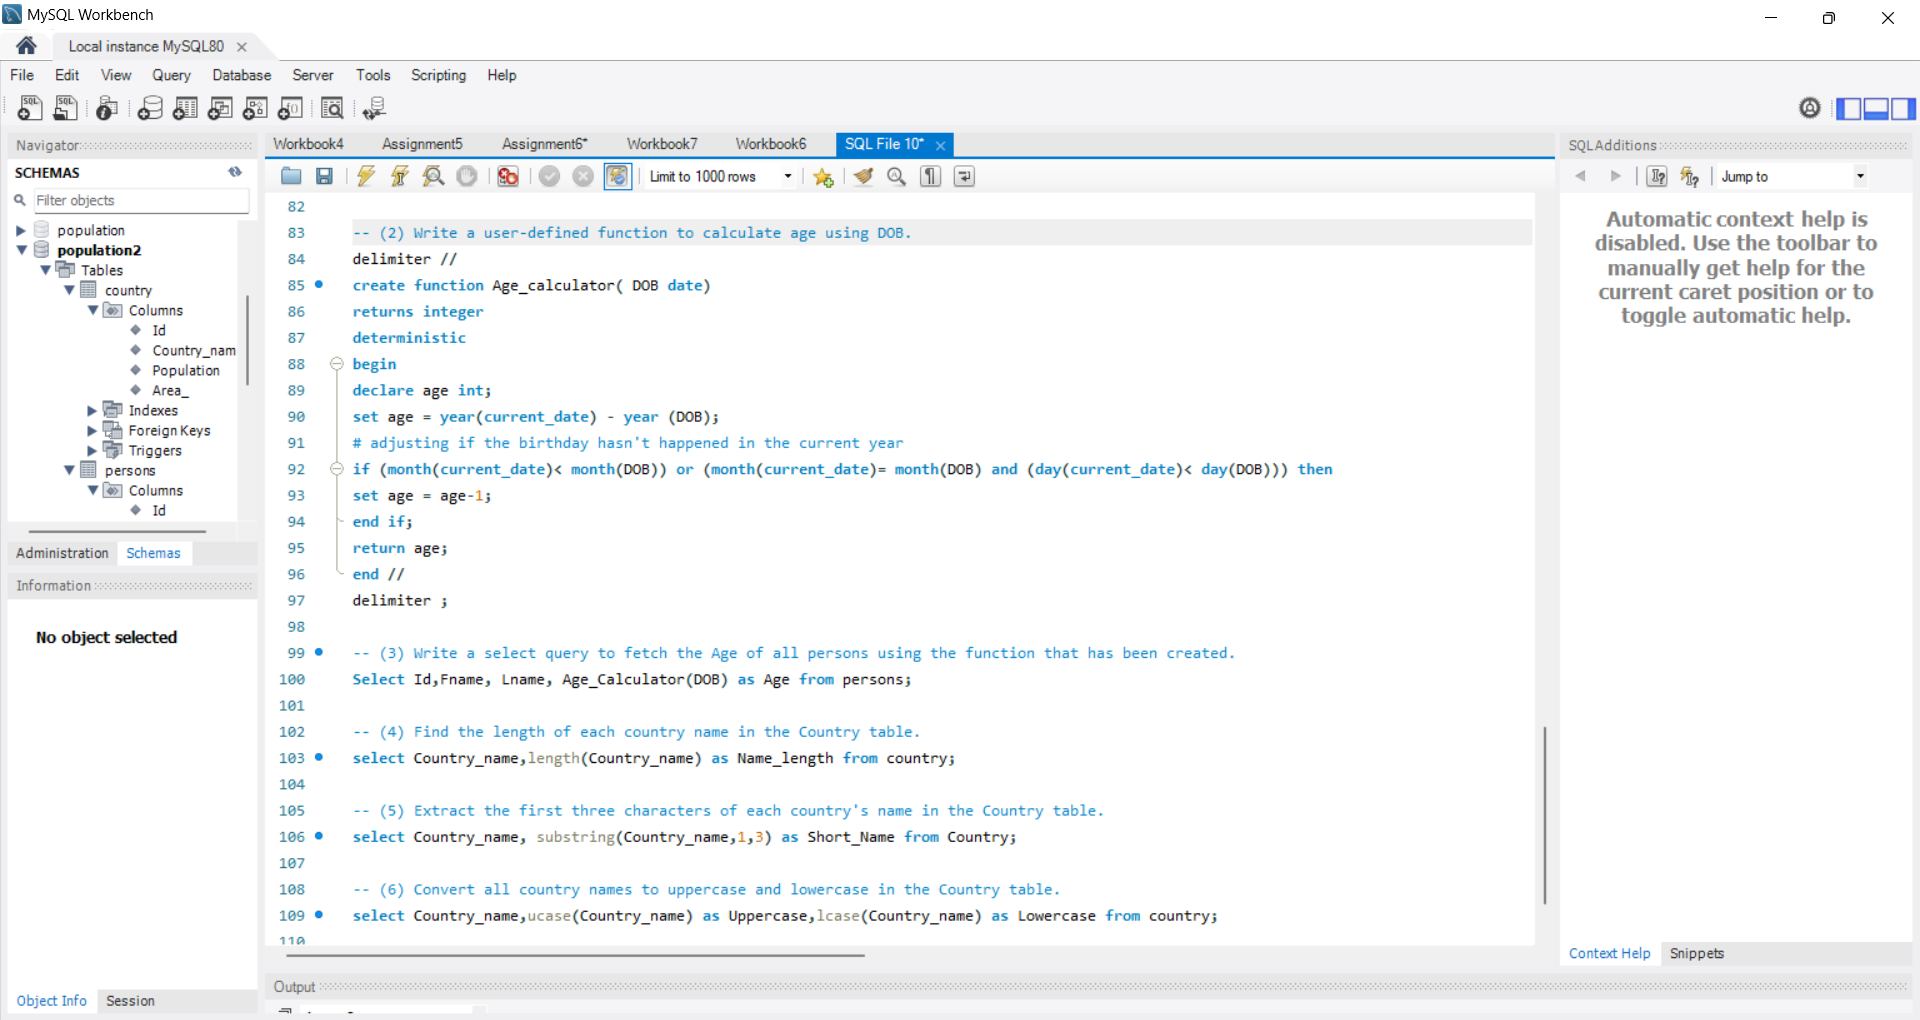 MySQL Workbench
Local instance MySQL80
File Edit View Query Database Server Tools Scripting Help
Navigator
SCHEMAS
Filter objects
population
population2
Tables
country
Columns
Id
Country_nam
Population
Area_
Indexes
Foreign Keys
Triggers
persons
Columns
Id
Administration Schemas
Information
No object selected
Object Info Session
Workbook4 Assignment5 Assignment6* Workbook7 Workbook6 SQL File 10*
Limit to 1000 rows
82
83 -- (2) Write a user-defined function to calculate age using DOB.
84 delimiter //
85 create function Age_calculator( DOB date)
86 returns integer
87 deterministic
88 begin
89 declare age int;
90 set age = year(current_date) - year (DOB);
91 # adjusting if the birthday hasn't happened in the current year
92 if (month(current_date)< month(DOB)) or (month(current_date)= month(DOB) and (day(current_date)< day(DOB))) then
93 set age = age-1;
94 end if;
95 return age;
96 end //
97 delimiter ;
98
99 -- (3) Write a select query to fetch the Age of all persons using the function that has been created.
100 Select Id,Fname, Lname, Age_Calculator(DOB) as Age from persons;
101
102 -- (4) Find the length of each country name in the Country table.
103 select Country_name,length(Country_name) as Name_length from country;
104
105 -- (5) Extract the first three characters of each country's name in the Country table.
106 select Country_name, substring(Country_name,1,3) as Short_Name from Country;
107
108 -- (6) Convert all country names to uppercase and lowercase in the Country table.
109 select Country_name,ucase(Country_name) as Uppercase,lcase(Country_name) as Lowercase from country;
110
Output
SQLAdditions
Jump to
Automatic context help is
disabled. Use the toolbar to
manually get help for the
current caret position or to
toggle automatic help.
Context Help Snippets